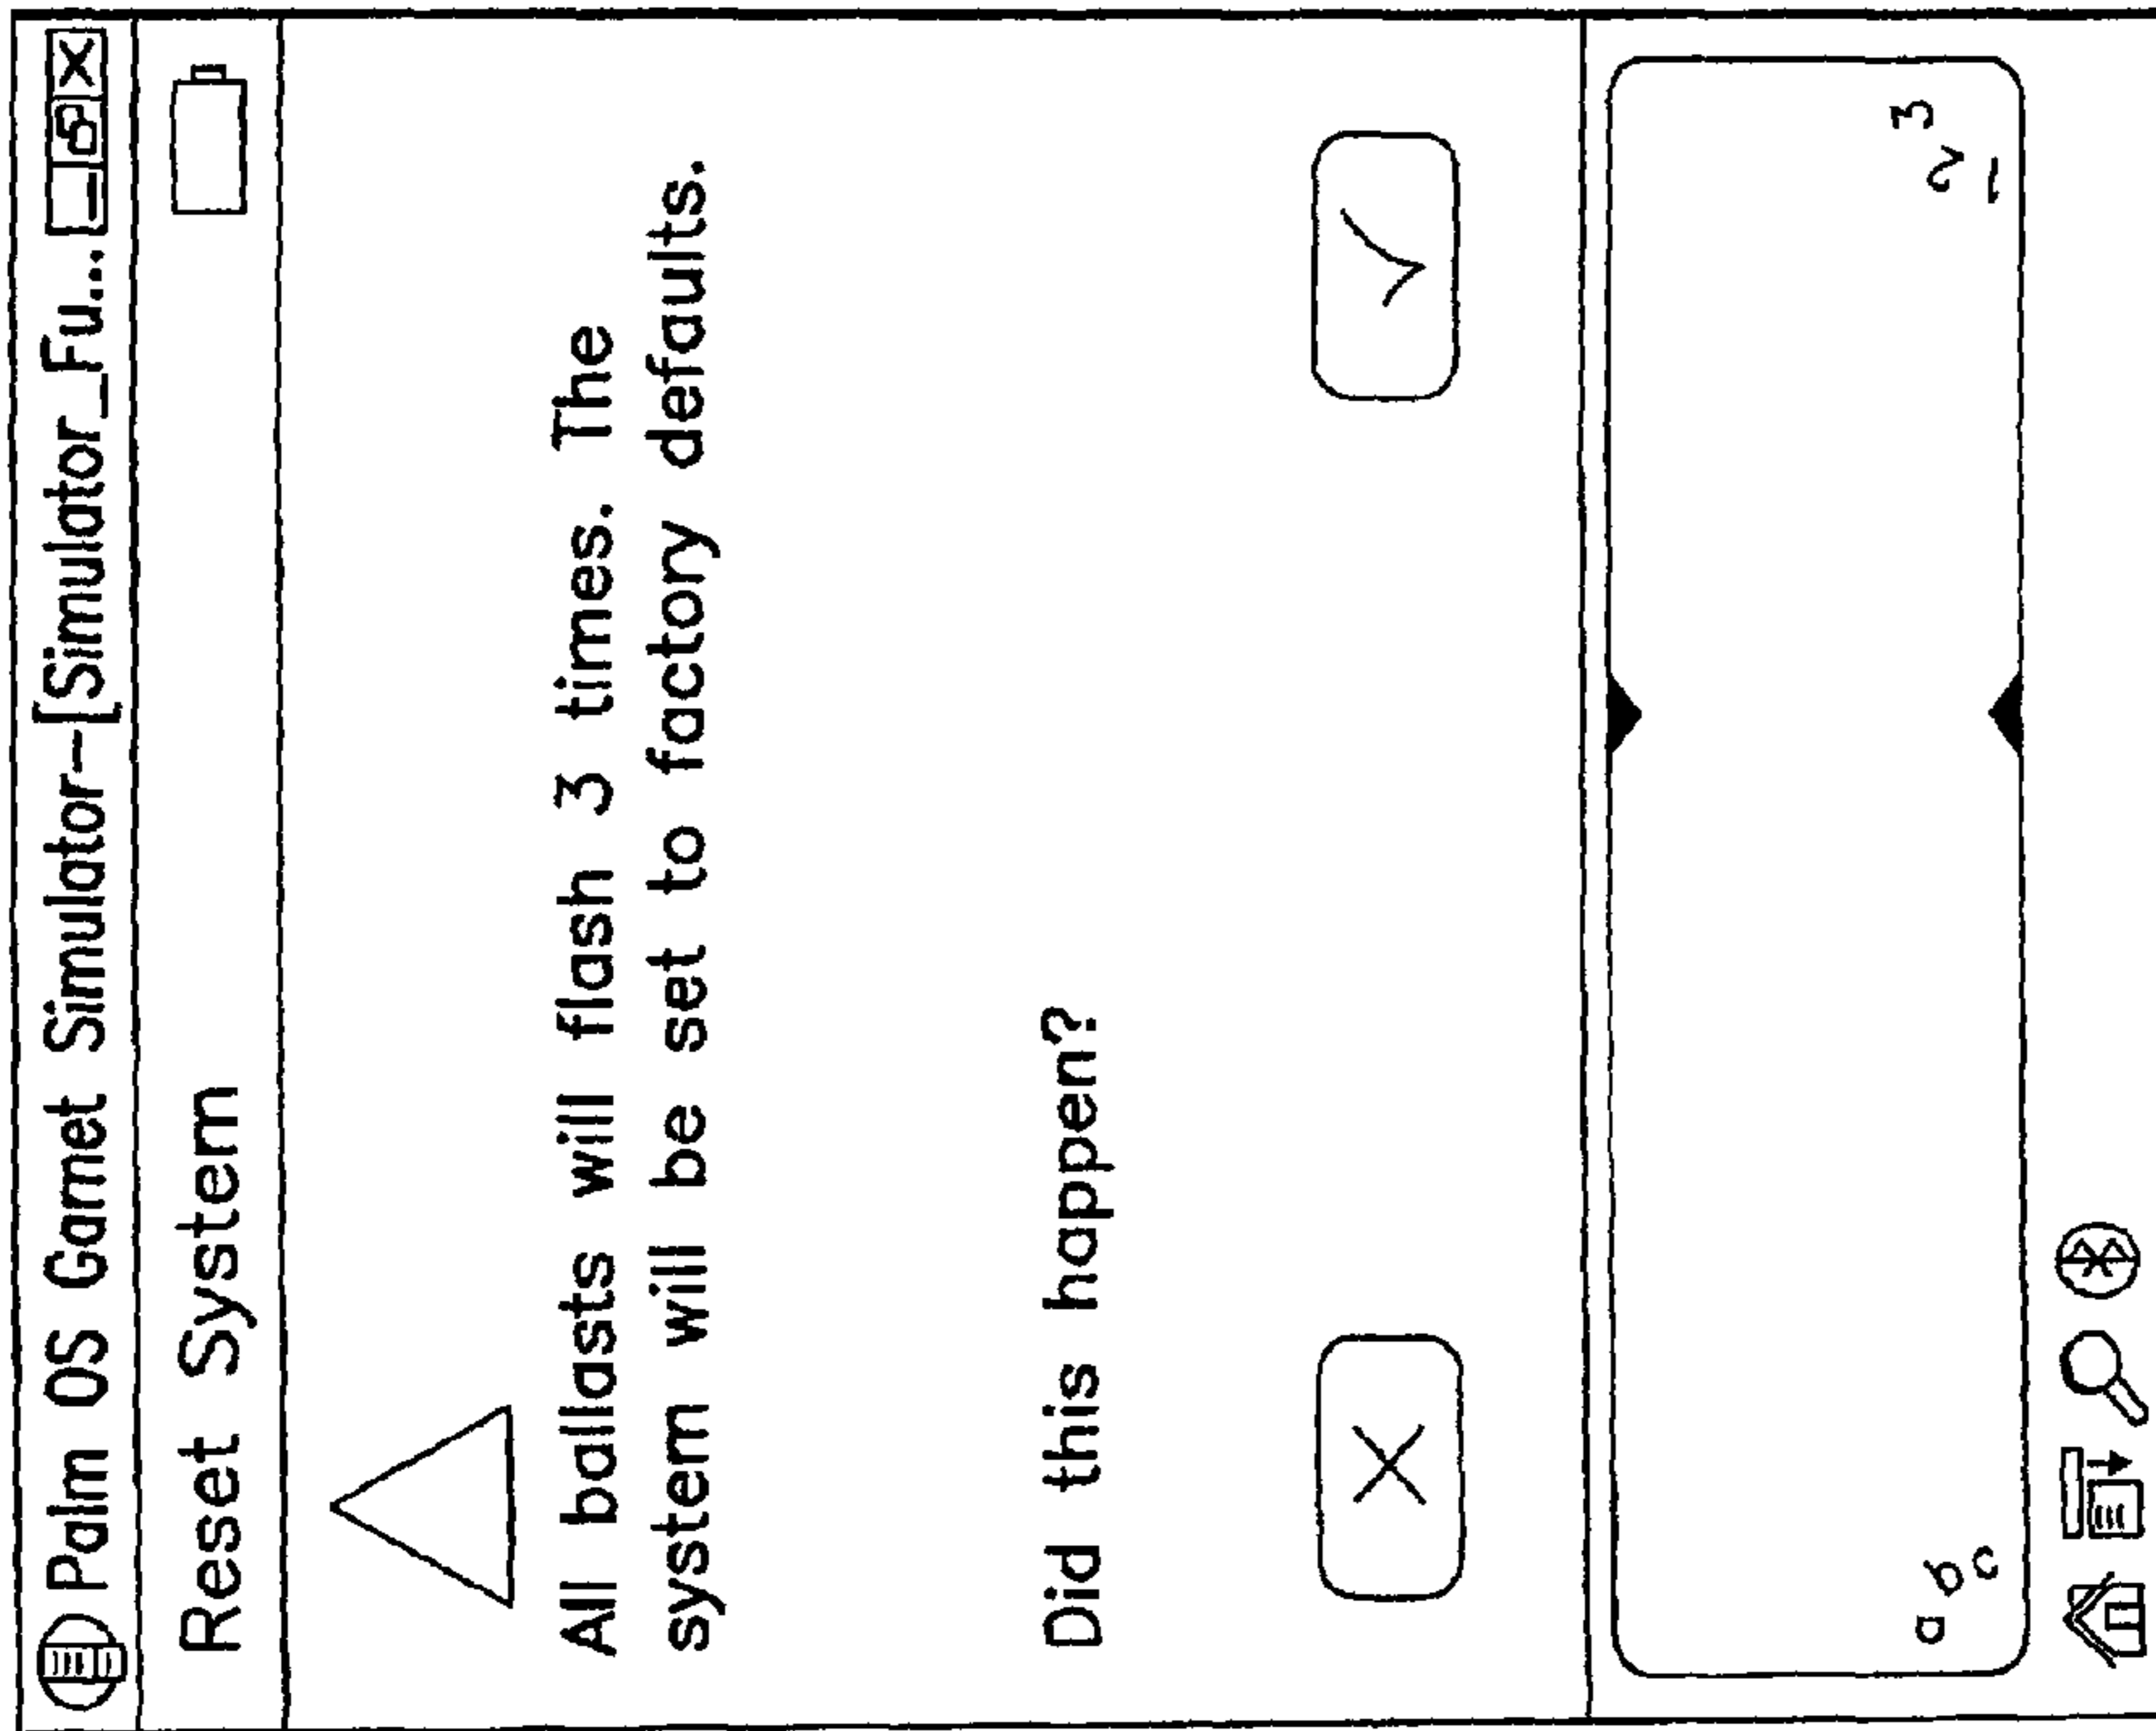 Palm OS Gamet Simulator-[Simulator_Fu...
Reset System
All ballasts will flash 3 times. The
system will be set to factory defaults.
Did this happen?
a b c
1 2 3